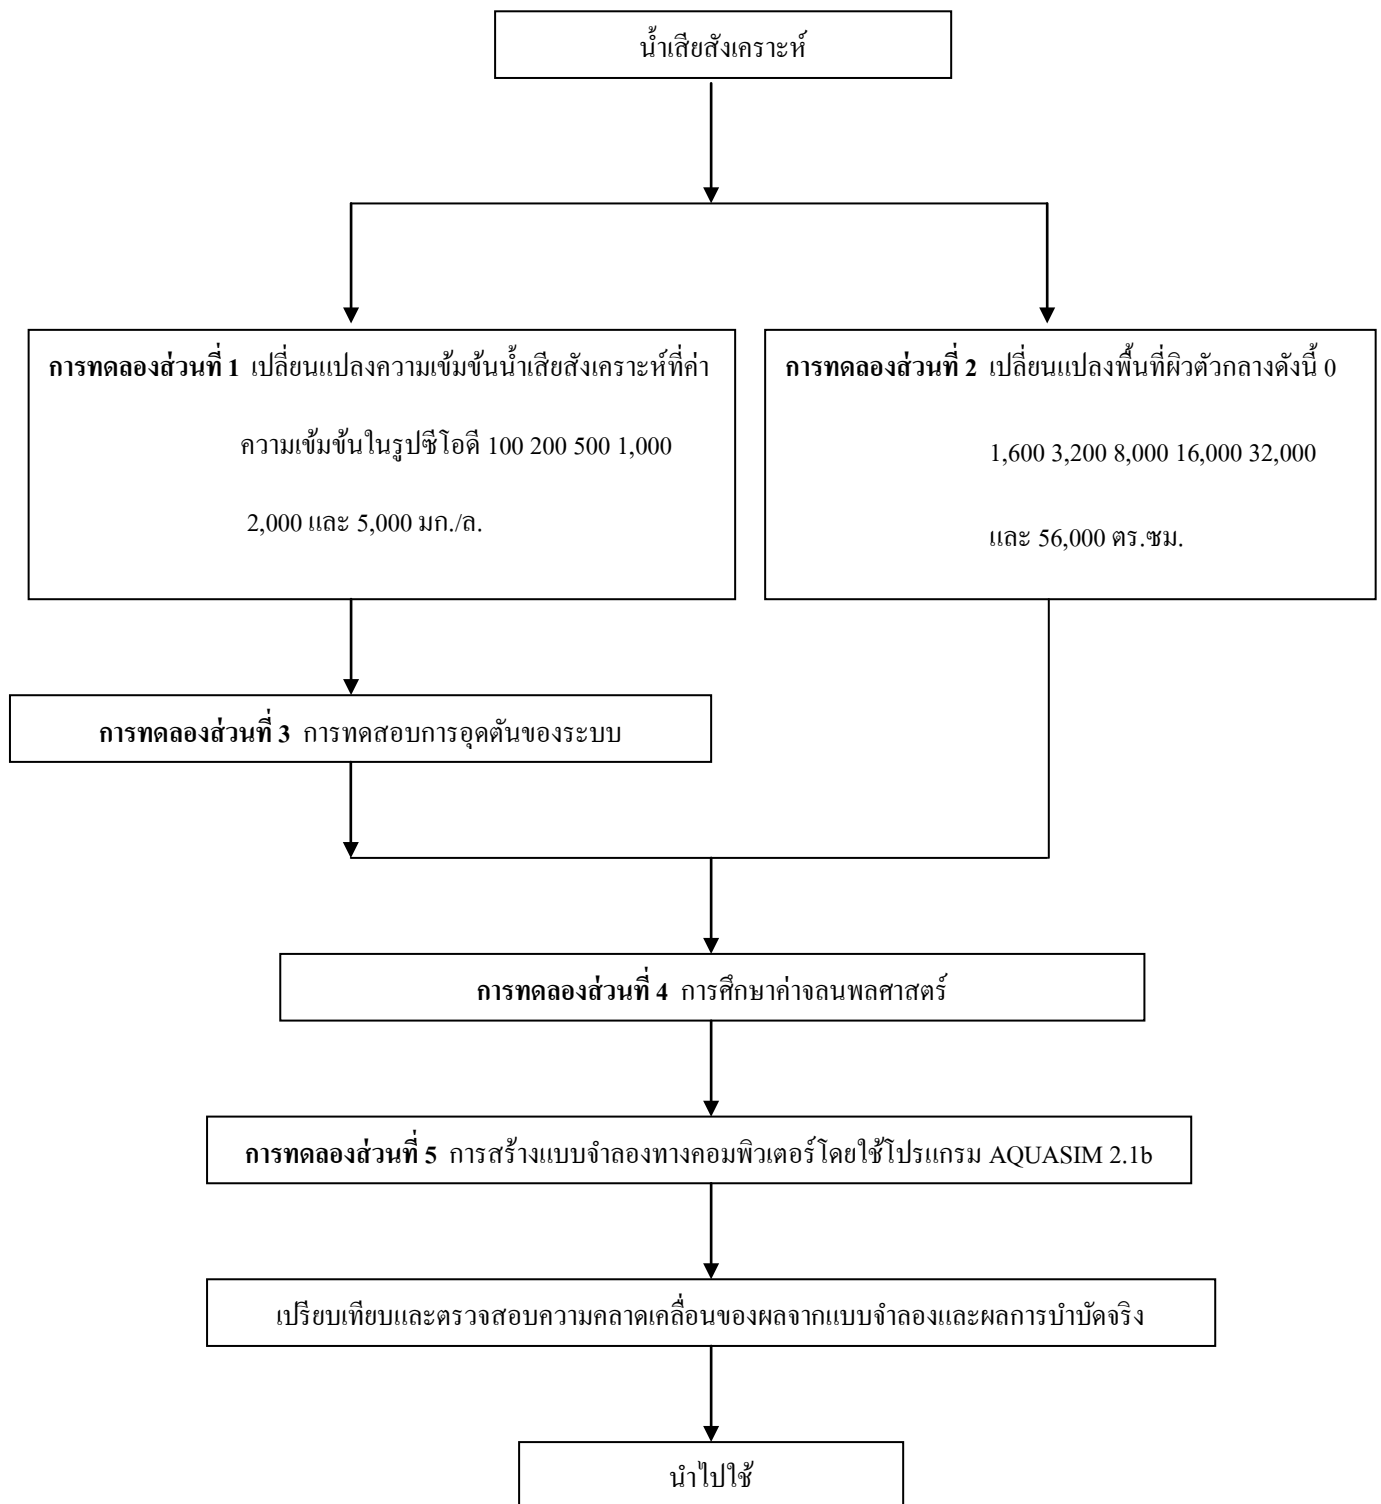 น้ำเสียสังเคราะห์
การทดลองส่วนที่ 1 เปลี่ยนแปลงความเข้มข้นน้ำเสียสังเคราะห์ที่ค่า
ความเข้มข้นในรูปซีโอดี 100 200 500 1,000
2,000 และ 5,000 มก./ล.
การทดลองส่วนที่ 2 เปลี่ยนแปลงพื้นที่ผิวตัวกลางดังนี้ 0
1,600 3,200 8,000 16,000 32,000
และ 56,000 ตร.ซม.
การทดลองส่วนที่ 3 การทดสอบการอุดตันของระบบ
การทดลองส่วนที่ 4 การศึกษาค่าจลนพลศาสตร์
การทดลองส่วนที่ 5 การสร้างแบบจำลองทางคอมพิวเตอร์โดยใช้โปรแกรม AQUASIM 2.1b
เปรียบเทียบและตรวจสอบความคลาดเคลื่อนของผลจากแบบจำลองและผลการบำบัดจริง
นำไปใช้